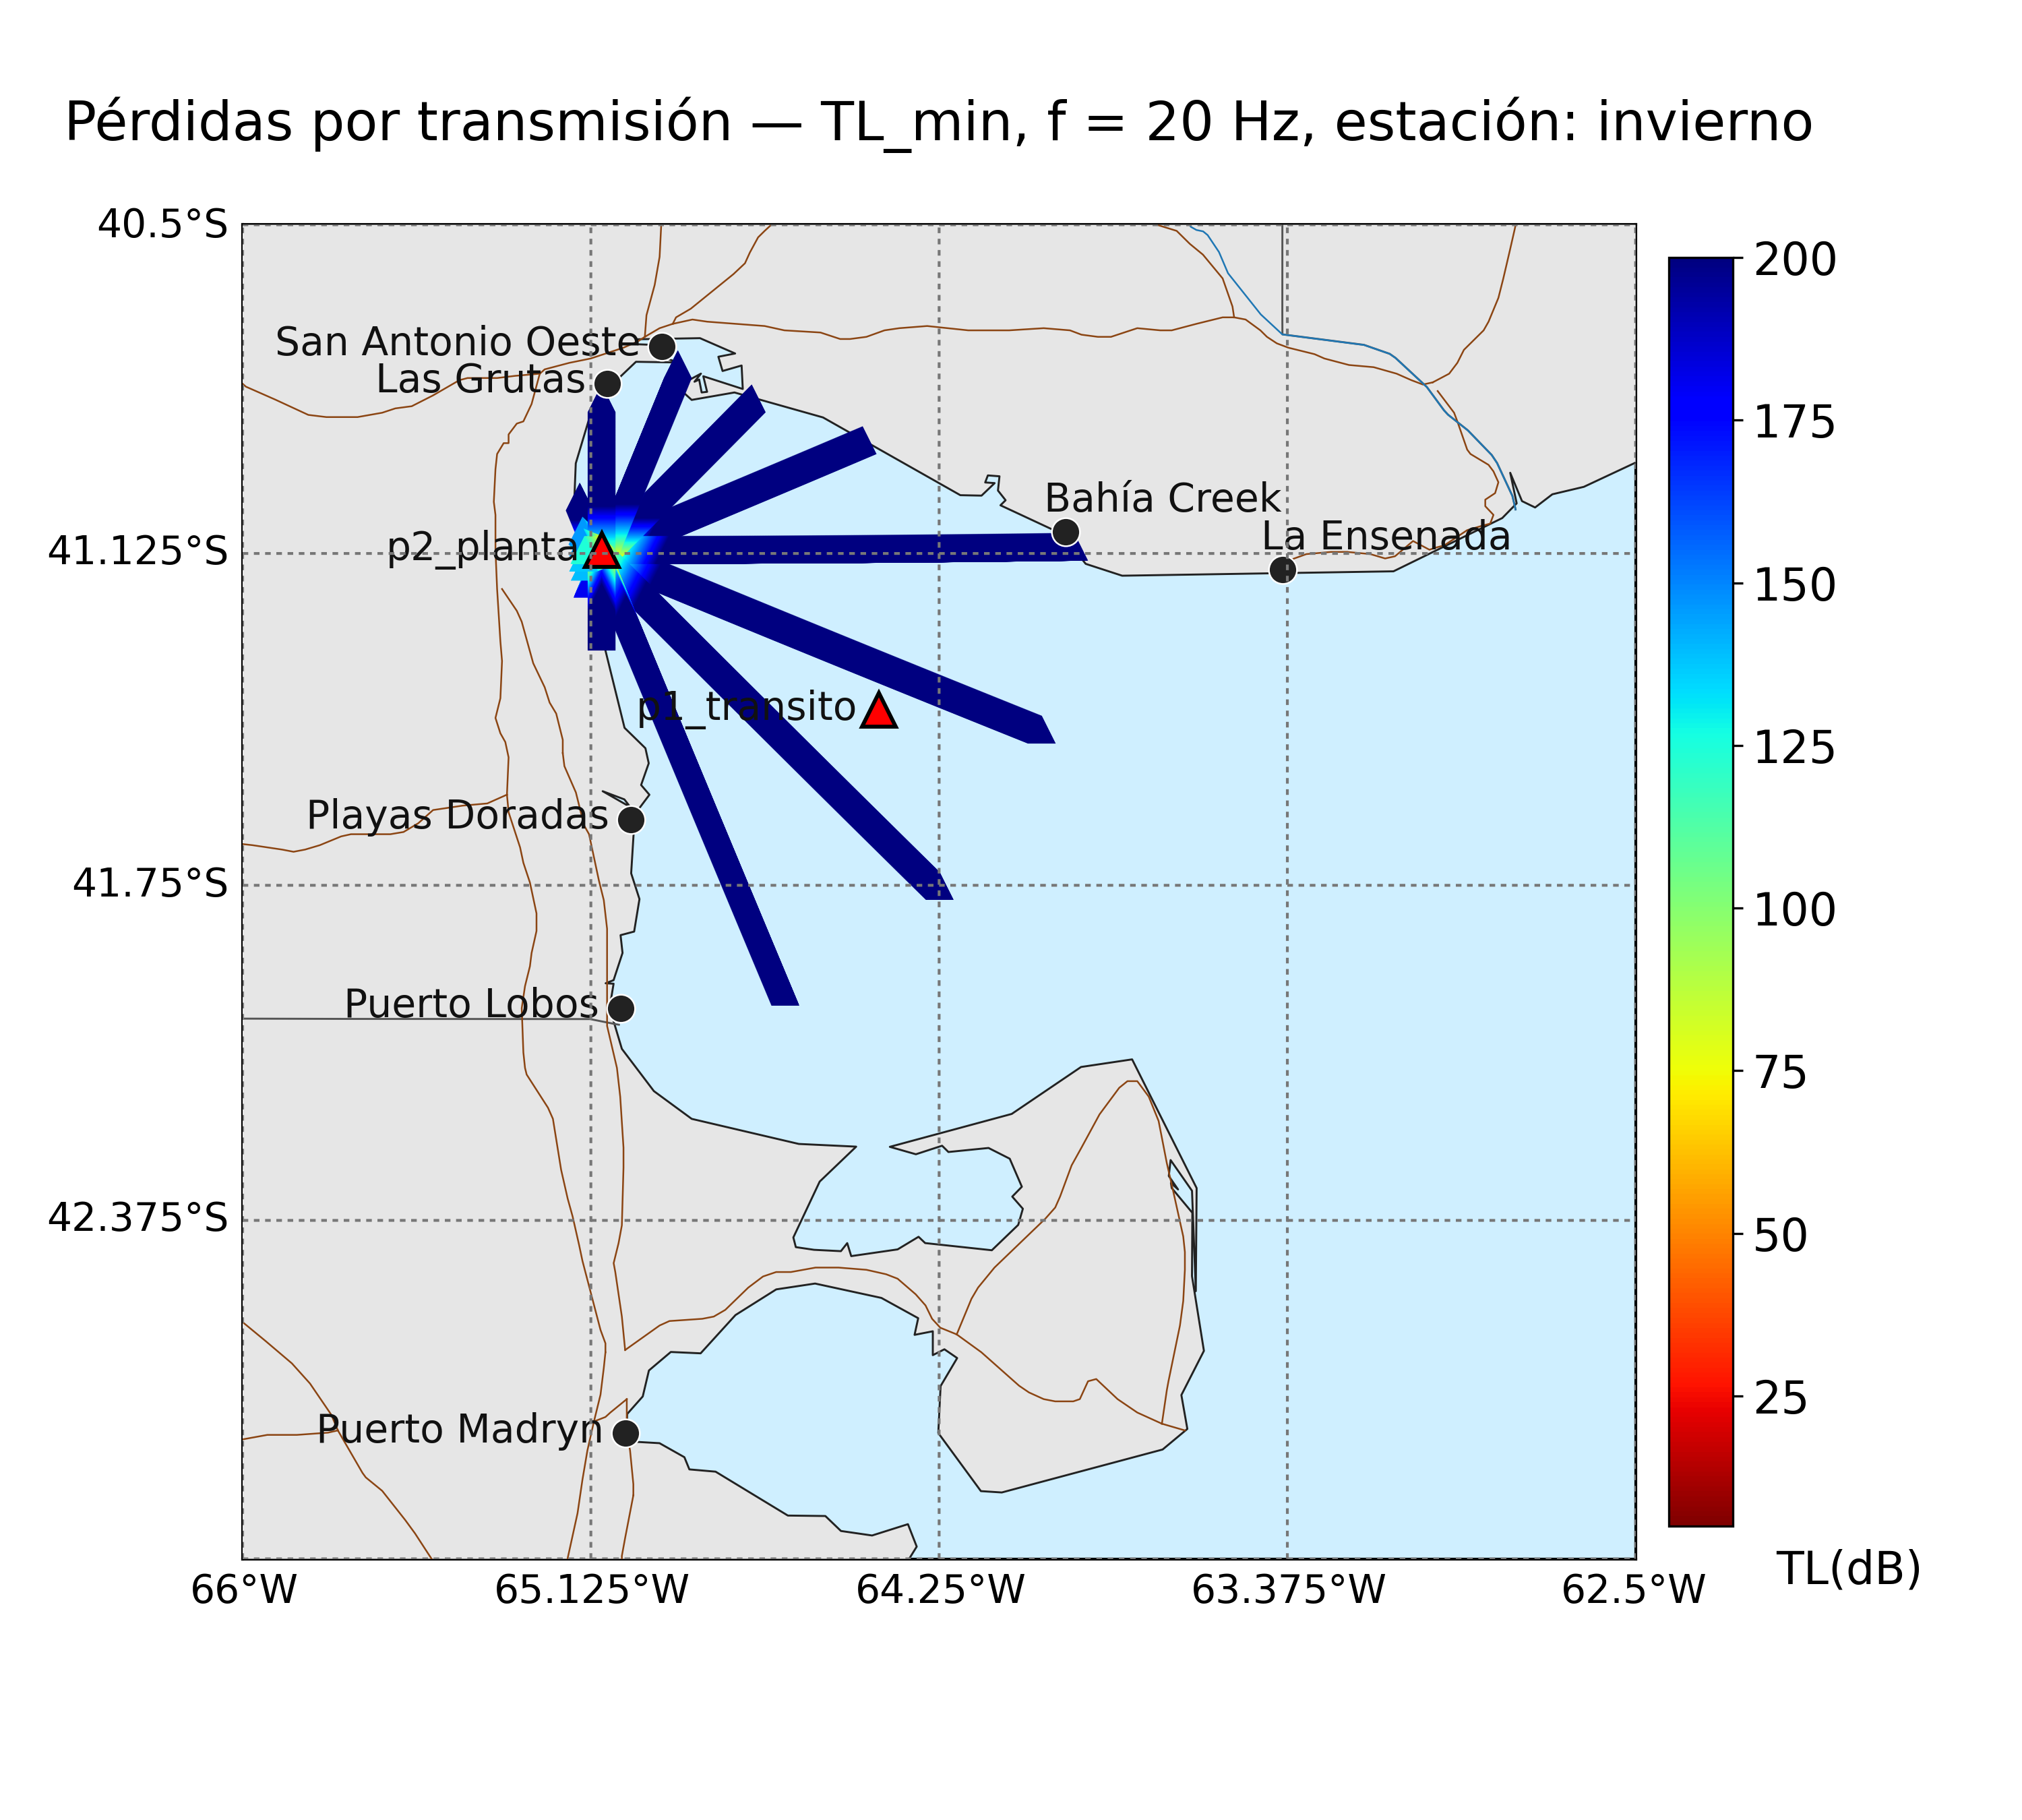 Pérdidas por transmisión — TL_min, f = 20 Hz, estación: invierno
40.5°S
200
San Antonio Oeste
Las Grutas
175
Bahía Creek
La Ensenada
p2_planta
41.125°S
150
p1_transito
125
Playas Doradas
41.75°S
100
Puerto Lobos
75
42.375°S
50
25
Puerto Madryn
TL(dB)
66°W 65.125°W 64.25°W 63.375°W 62.5°W